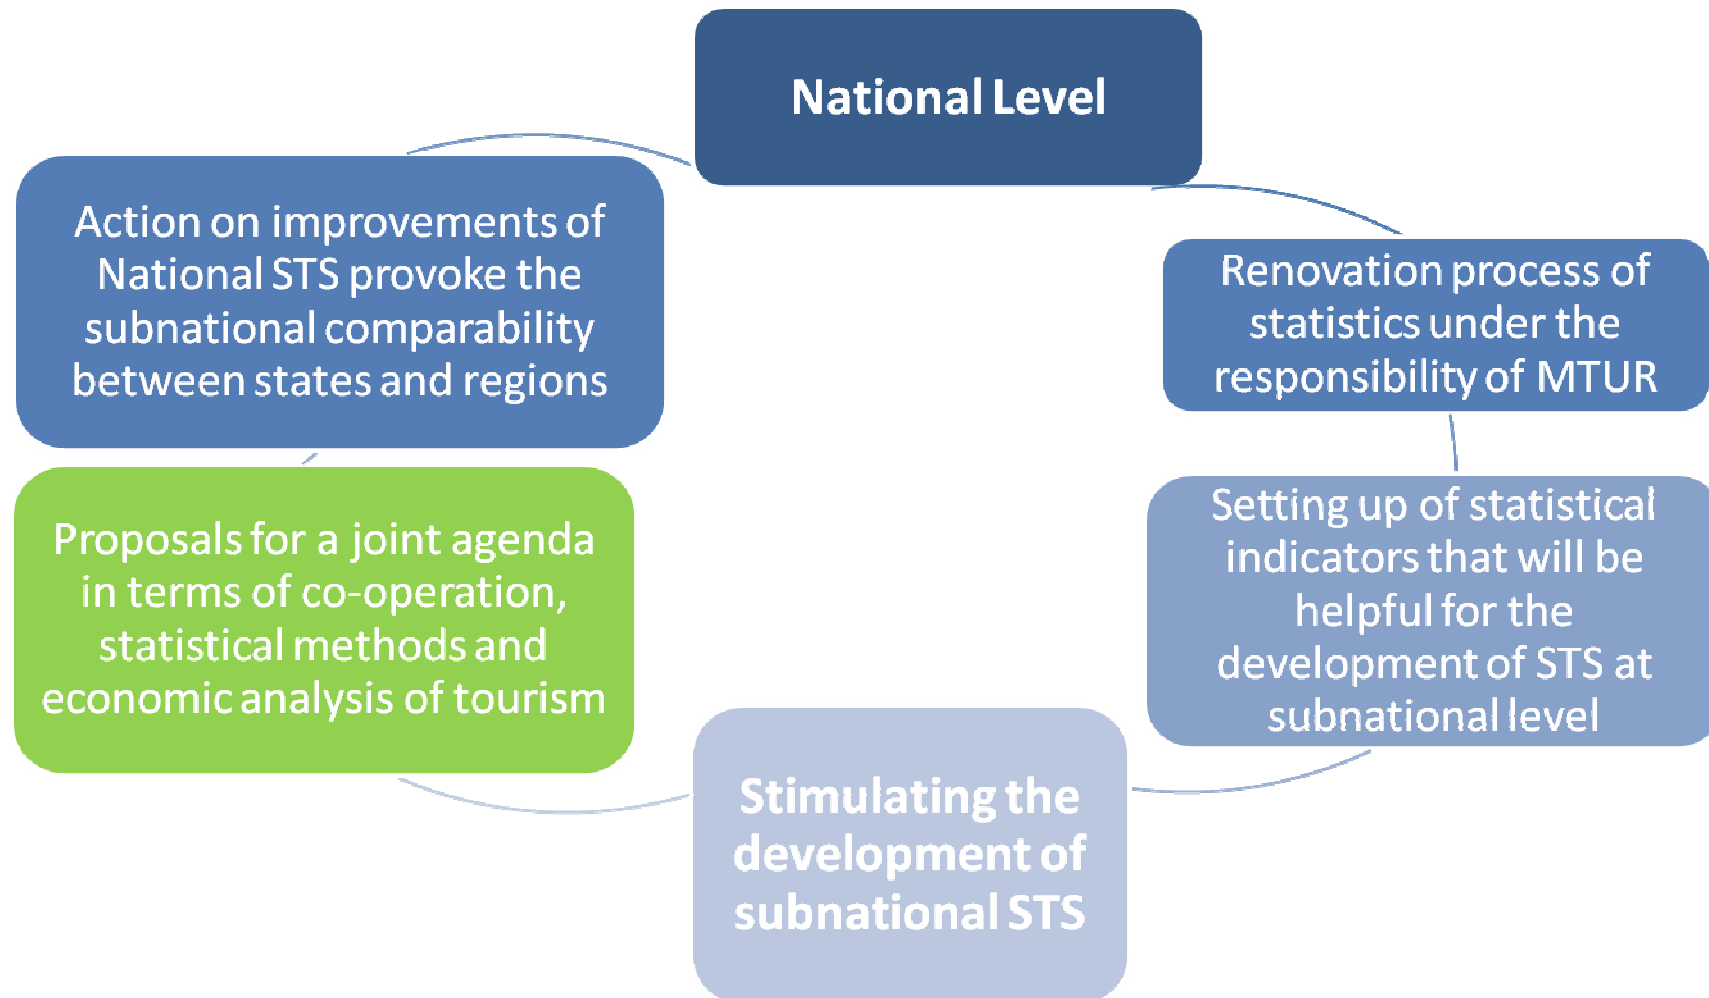 National Level
Renovation process of
statistics under the
responsibility of MTUR
Setting up of statistical
indicators that will be
helpful for the
development of STS at
subnational level
Stimulating the
development of
subnational STS
Proposals for a joint agenda
in terms of co-operation,
statistical methods and
economic analysis of tourism
Action on improvements of
National STS provoke the
subnational comparability
between states and regions